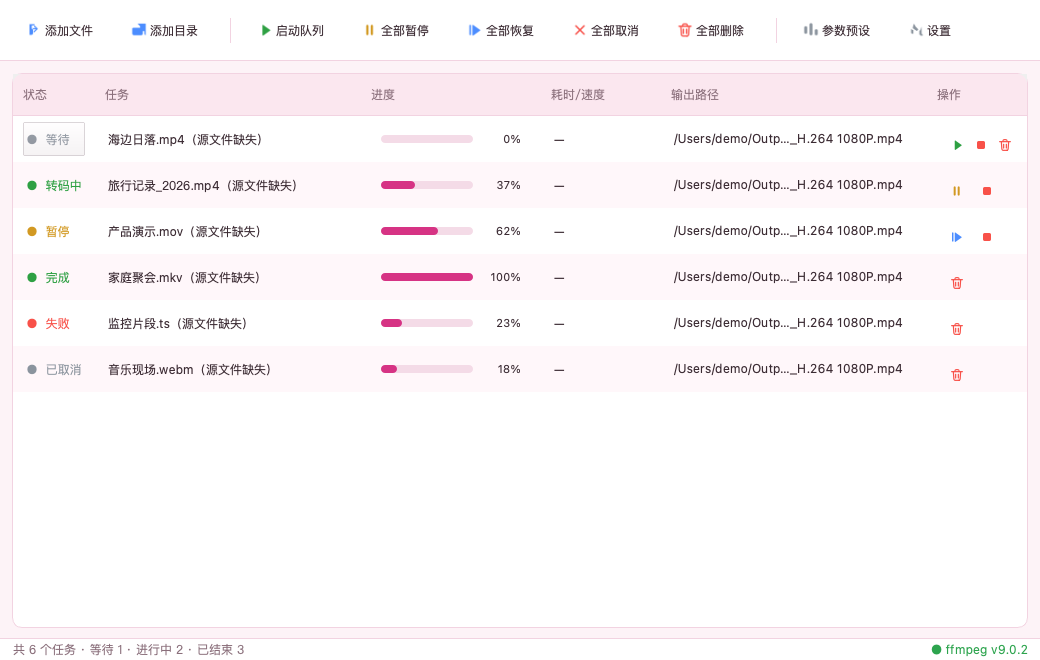 添加文件 添加目录 启动队列 全部暂停 全部恢复 全部取消 全部删除 参数预设 设置
状态 任务 进度 耗时/速度 输出路径 操作
等待 海边日落.mp4（源文件缺失） 0% — /Users/demo/Outp…_H.264 1080P.mp4
转码中 旅行记录_2026.mp4（源文件缺失） 37% — /Users/demo/Outp…_H.264 1080P.mp4
暂停 产品演示.mov（源文件缺失） 62% — /Users/demo/Outp…_H.264 1080P.mp4
完成 家庭聚会.mkv（源文件缺失） 100% — /Users/demo/Outp…_H.264 1080P.mp4
失败 监控片段.ts（源文件缺失） 23% — /Users/demo/Outp…_H.264 1080P.mp4
已取消 音乐现场.webm（源文件缺失） 18% — /Users/demo/Outp…_H.264 1080P.mp4
共 6 个任务 · 等待 1 · 进行中 2 · 已结束 3 ffmpeg v9.0.2